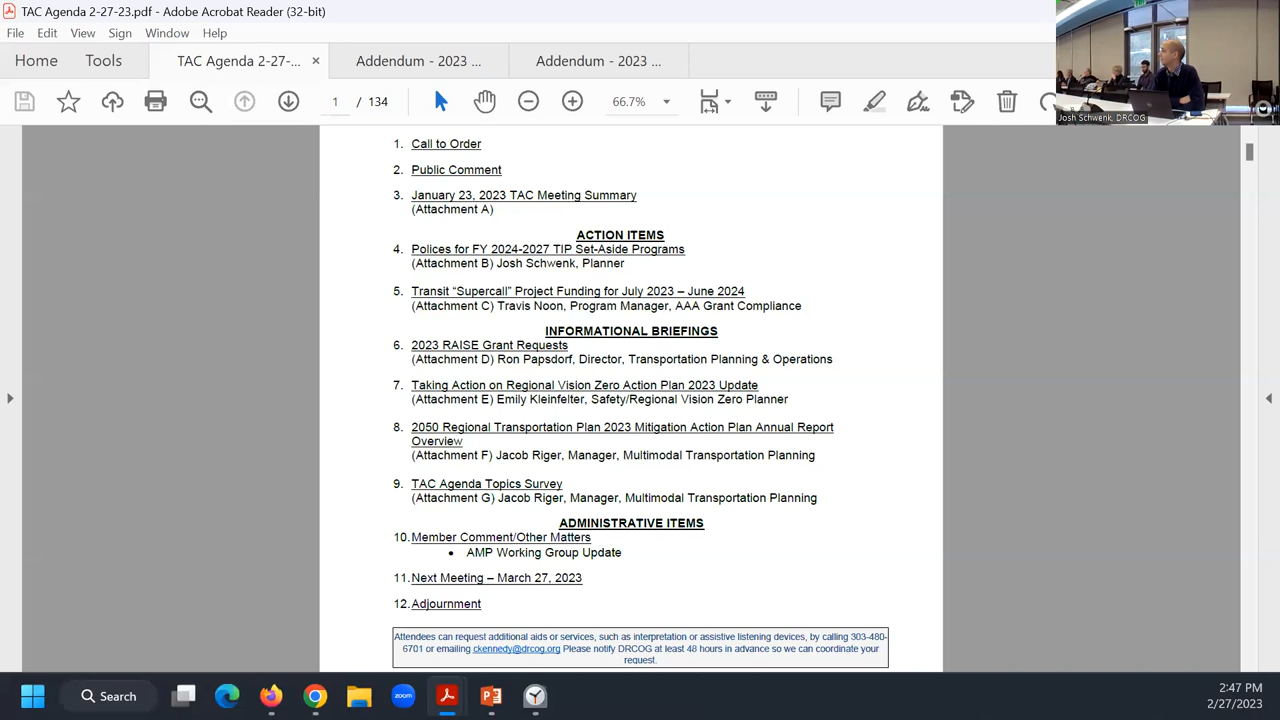 TAC Agenda 2-27-23.pdf - Adobe Acrobat Reader (32-bit)
File Edit View Sign Window Help
Home Tools TAC Agenda 2-27-... × Addendum - 2023 ... Addendum - 2023 ...
1 / 134 66.7%
Josh Schwenk, DRCOG
1. Call to Order
2. Public Comment
3. January 23, 2023 TAC Meeting Summary
(Attachment A)
ACTION ITEMS
4. Polices for FY 2024-2027 TIP Set-Aside Programs
(Attachment B) Josh Schwenk, Planner
5. Transit “Supercall” Project Funding for July 2023 – June 2024
(Attachment C) Travis Noon, Program Manager, AAA Grant Compliance
INFORMATIONAL BRIEFINGS
6. 2023 RAISE Grant Requests
(Attachment D) Ron Papsdorf, Director, Transportation Planning & Operations
7. Taking Action on Regional Vision Zero Action Plan 2023 Update
(Attachment E) Emily Kleinfelter, Safety/Regional Vision Zero Planner
8. 2050 Regional Transportation Plan 2023 Mitigation Action Plan Annual Report
Overview
(Attachment F) Jacob Riger, Manager, Multimodal Transportation Planning
9. TAC Agenda Topics Survey
(Attachment G) Jacob Riger, Manager, Multimodal Transportation Planning
ADMINISTRATIVE ITEMS
10. Member Comment/Other Matters
• AMP Working Group Update
11. Next Meeting – March 27, 2023
12. Adjournment
Attendees can request additional aids or services, such as interpretation or assistive listening devices, by calling 303-480-
6701 or emailing ckennedy@drcog.org Please notify DRCOG at least 48 hours in advance so we can coordinate your
request.
Search zoom
2:47 PM
2/27/2023